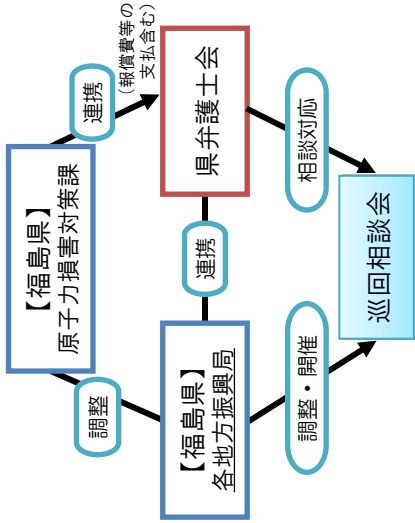 【福島県】
原子力損害対策課
調整
連携
(報償費等の
支払含む)
【福島県】
各地方振興局
連携
県弁護士会
調整・開催
相談対応
巡回相談会